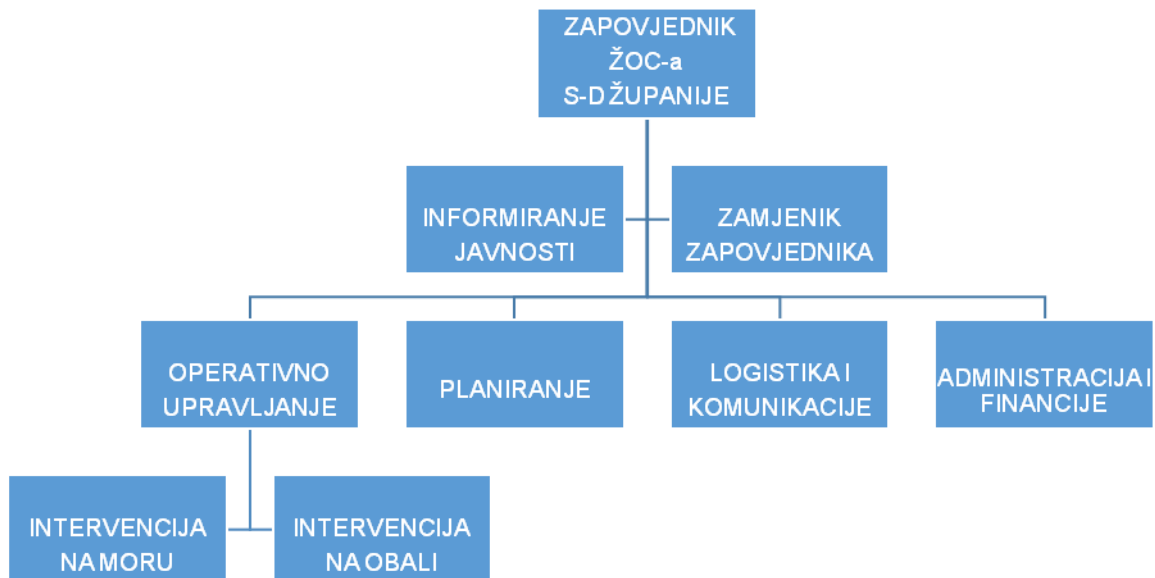 ZAPOVJEDNIK
ŽOC-a
S-D ŽUPANIJE
INFORMIRANJE
JAVNOSTI
ZAMJENIK
ZAPOVJEDNIKA
OPERATIVNO
UPRAVLJANJE
PLANIRANJE
LOGISTIKA I
KOMUNIKACIJE
ADMINISTRACIJA I
FINANCIJE
INTERVENCIJA
NA MORU
INTERVENCIJA
NA OBALI